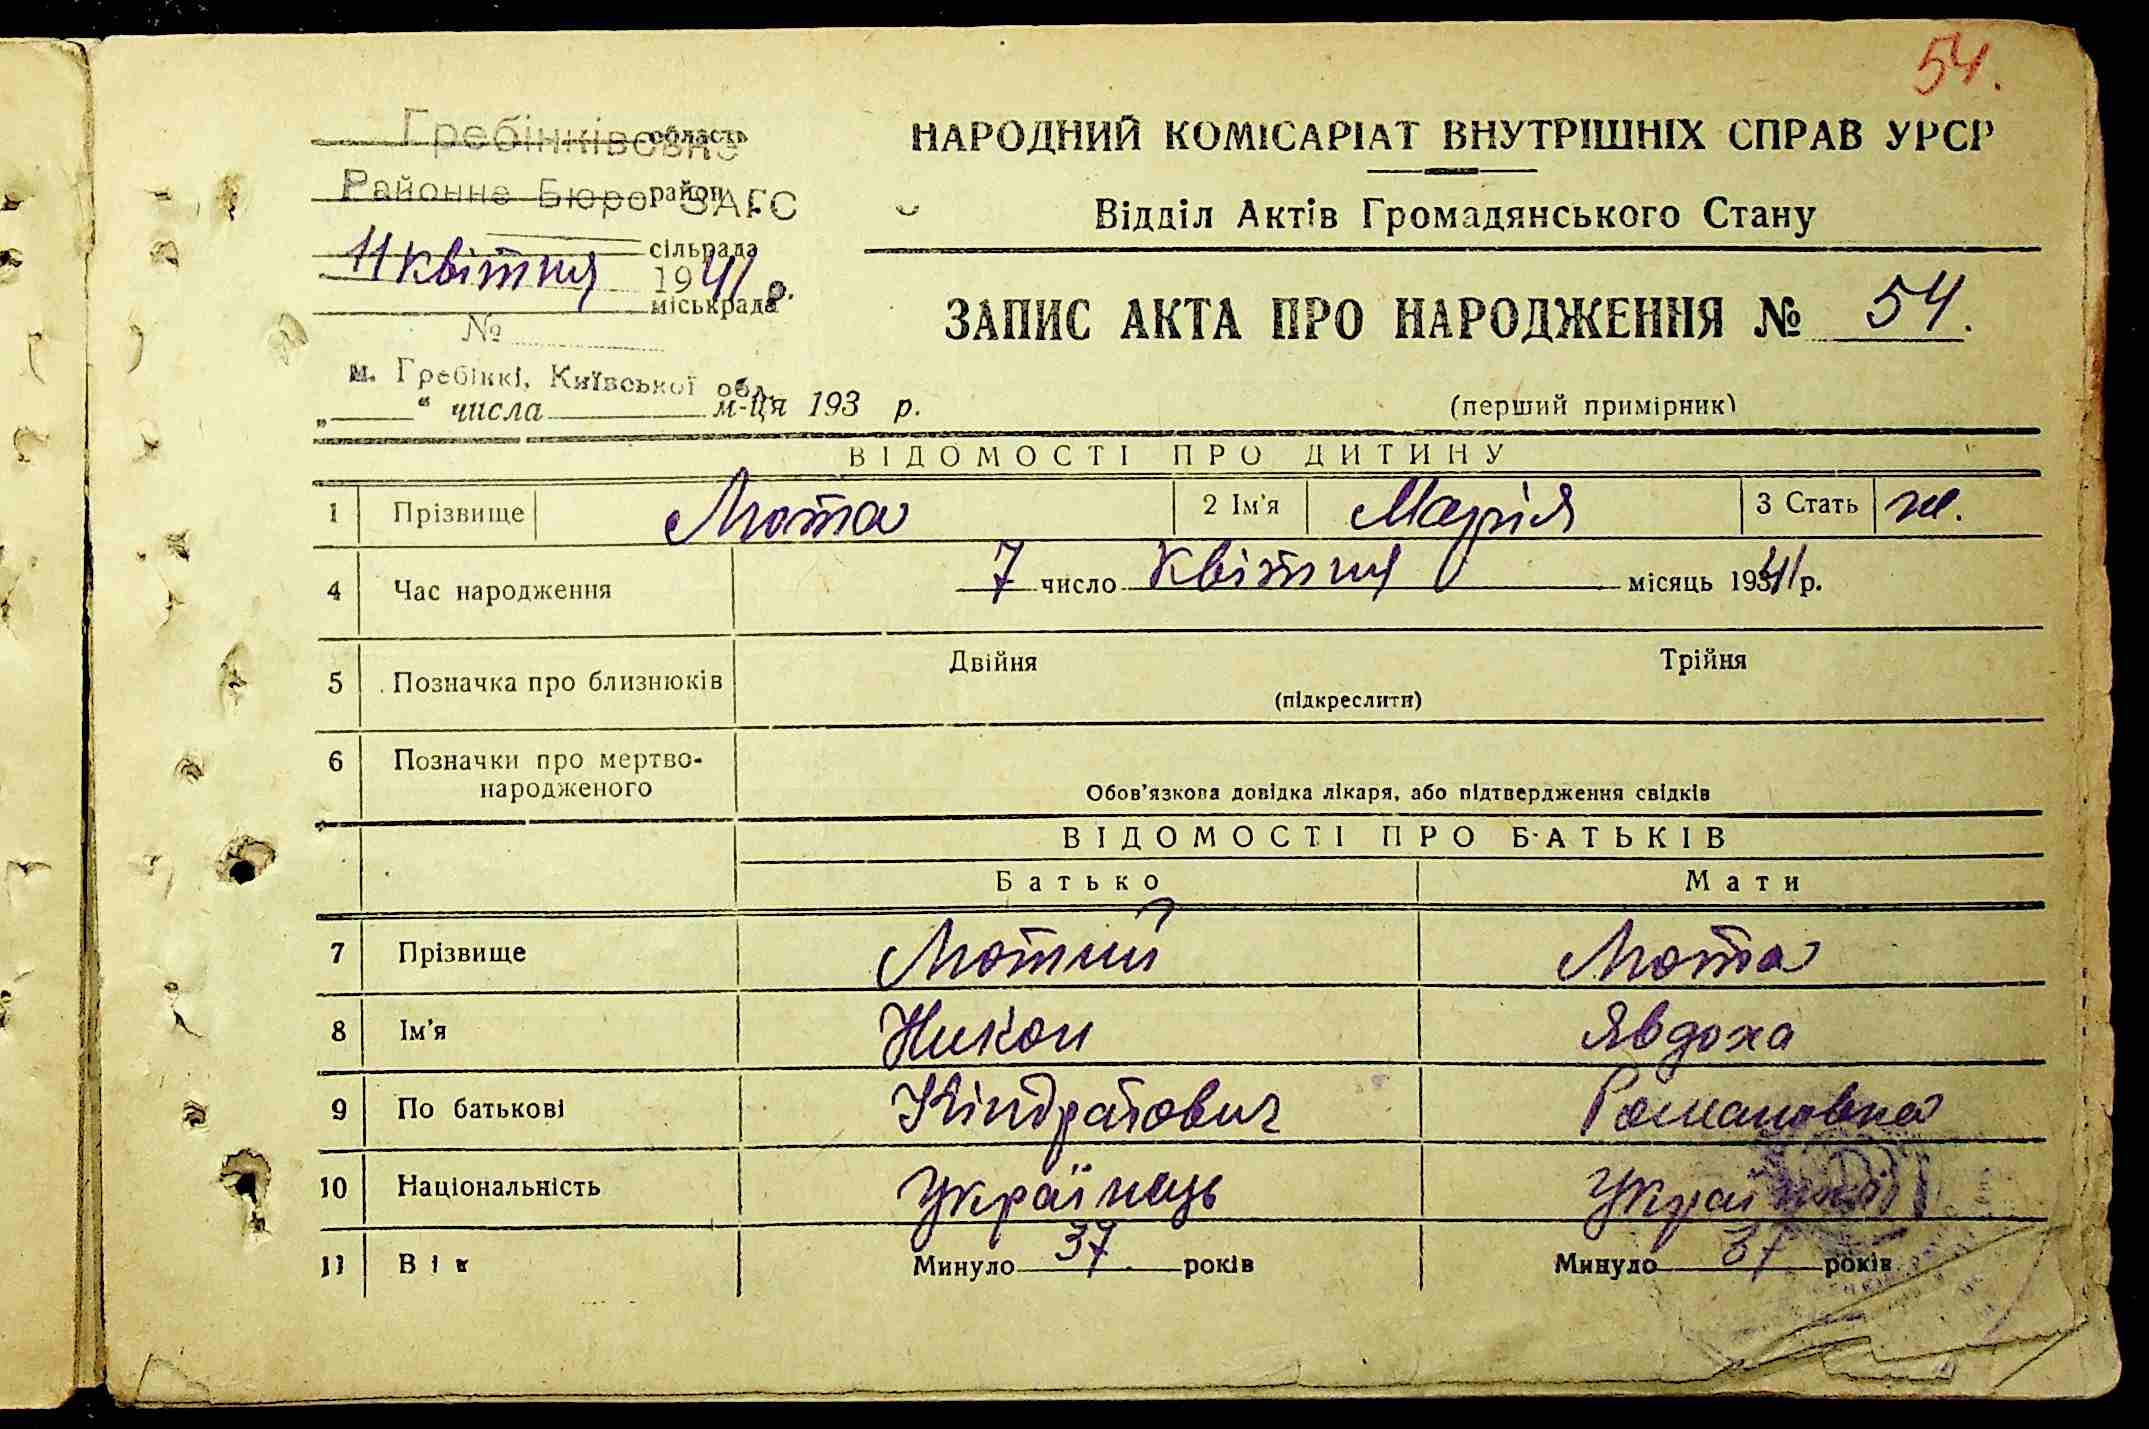 54.
Гребінківське
область
Районне Бюро ЗАГС
район
сільрада
11 квітня 1941 р.
міськрада
№
м. Гребінкі, Київської обл.
„ “ числа м-ця 193 р.
НАРОДНИЙ КОМІСАРІАТ ВНУТРІШНІХ СПРАВ УРСР
Відділ Актів Громадянського Стану
ЗАПИС АКТА ПРО НАРОДЖЕННЯ № 54.
(перший примірник)
ВІДОМОСТІ ПРО ДИТИНУ
1 Прізвище Люта 2 Ім'я Марія 3 Стать ж.
4 Час народження 7 число Квітня місяць 1941 р.
5 Позначка про близнюків Двійня Трійня
(підкреслити)
6 Позначки про мертво-
народженого
Обов'язкова довідка лікаря, або підтвердження свідків
ВІДОМОСТІ ПРО БАТЬКІВ
Батько Мати
7 Прізвище Лютий Люта
8 Ім'я Никон Явдоха
9 По батькові Кіндратович Романовна
10 Національність Українець Українка
11 Вік Минуло 37 років Минуло 37 років